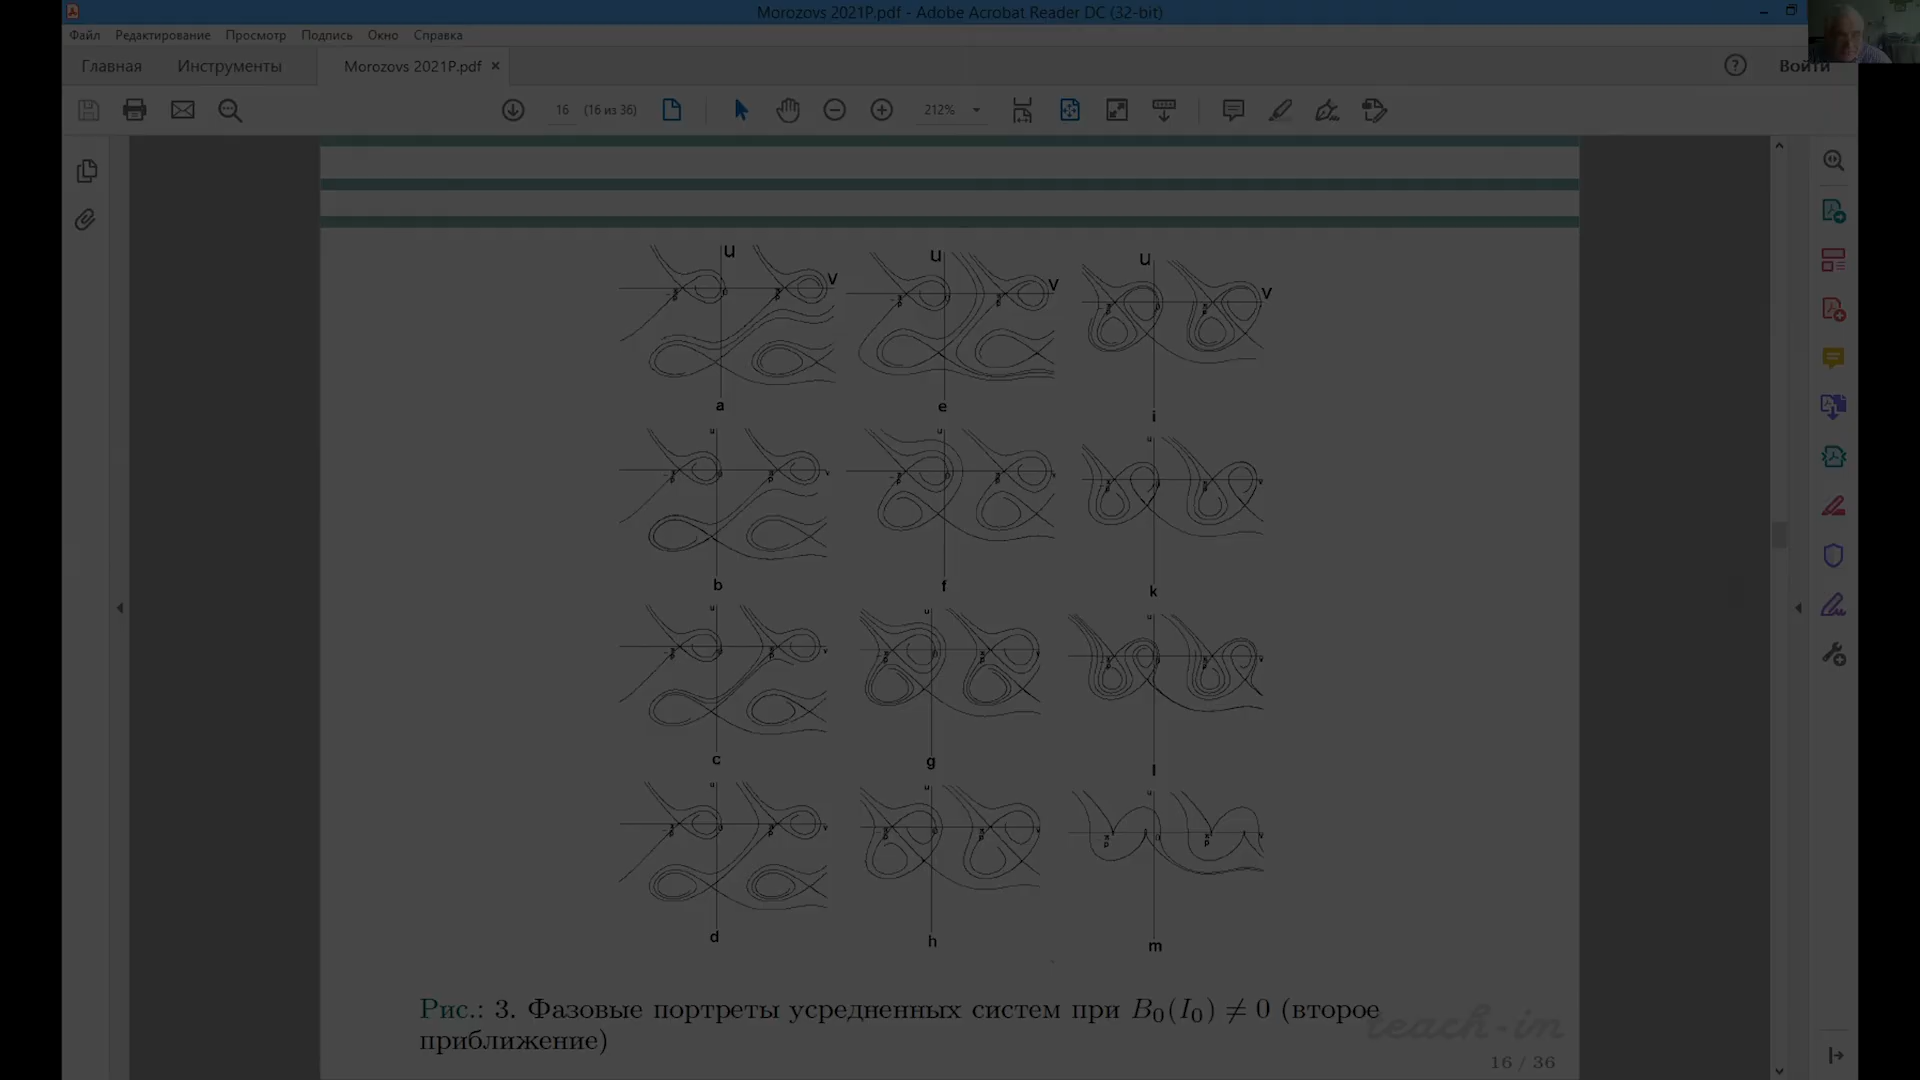 Morozovs 2021P.pdf - Adobe Acrobat Reader DC (32-bit)
Файл Редактирование Просмотр Подпись Окно Справка
Главная Инструменты Morozovs 2021P.pdf × Войти
16 (16 из 36) 212%
u u u
v v v
a e i
u u u
b f k
u u u
c g l
u u u
d h m
Рис.: 3. Фазовые портреты усредненных систем при B₀(I₀) ≠ 0 (второе
приближение)
teach-in
16 / 36